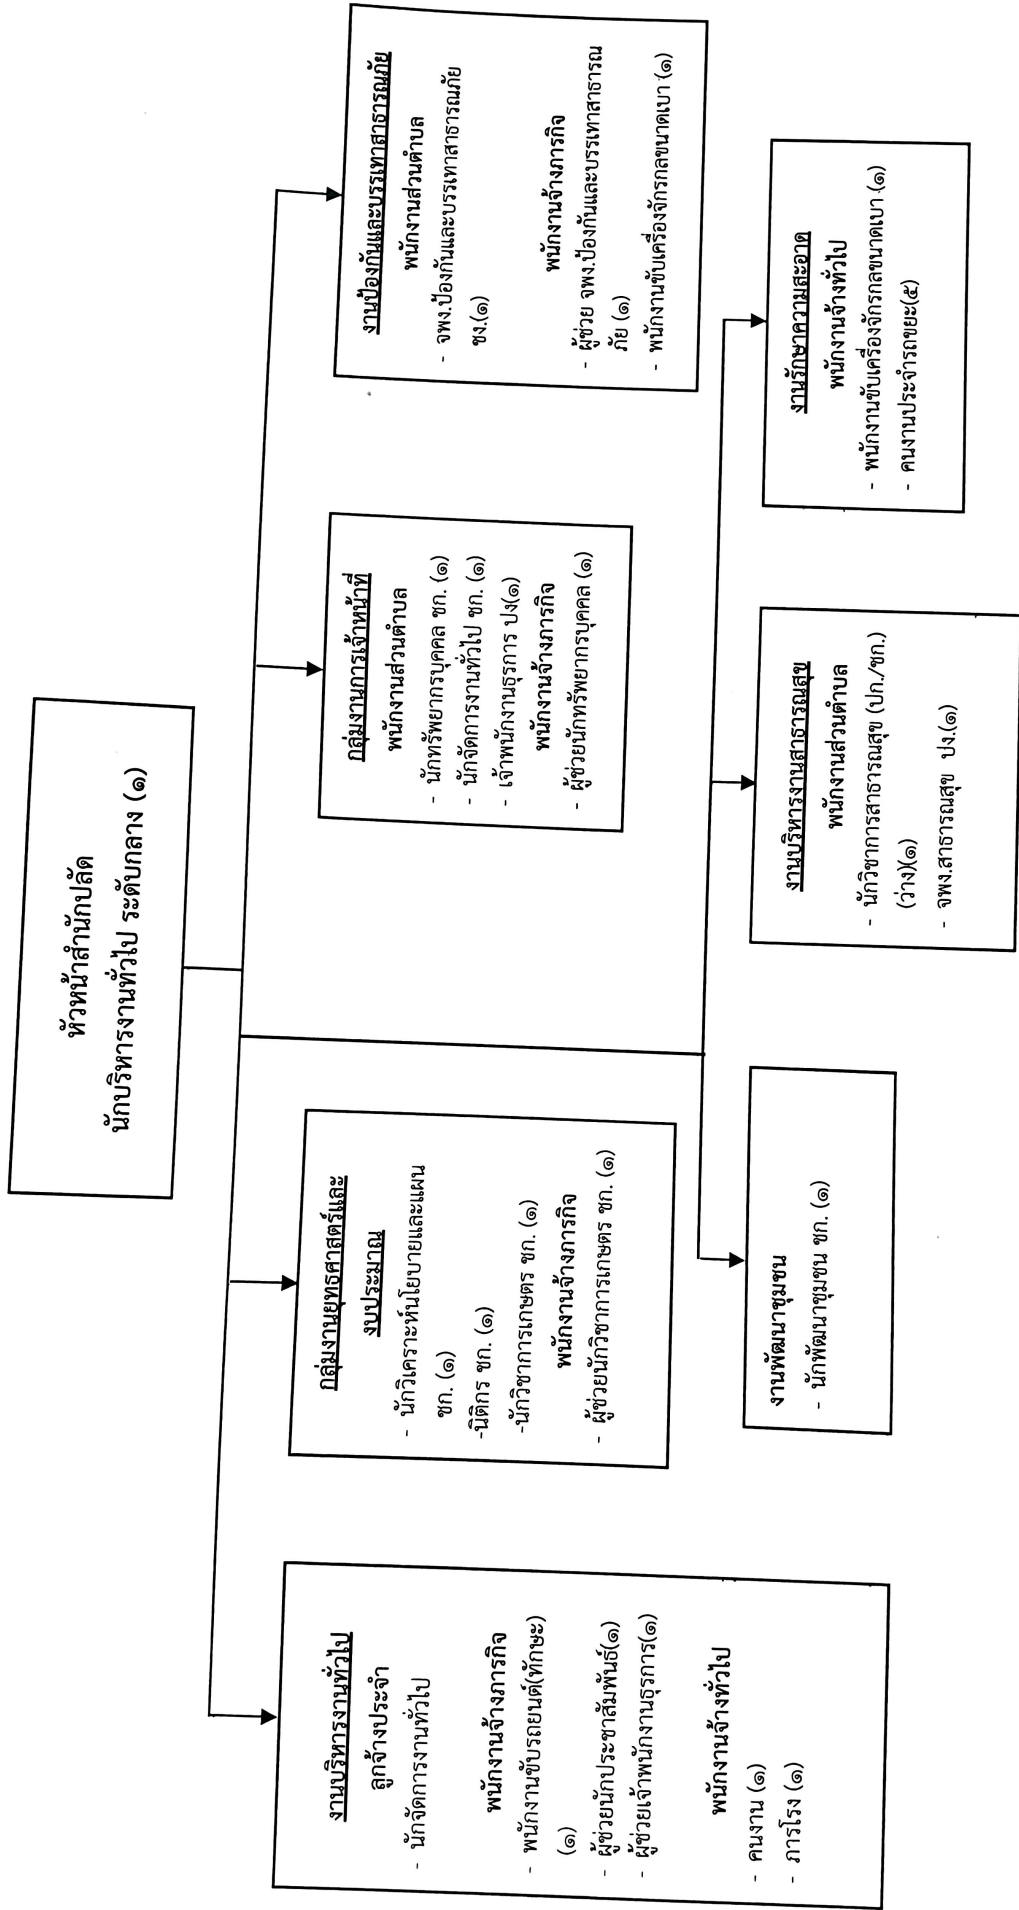 หัวหน้าสำนักปลัด
นักบริหารงานทั่วไป ระดับกลาง (๑)
งานบริหารงานทั่วไป
ลูกจ้างประจำ
- นักจัดการงานทั่วไป
พนักงานจ้างภารกิจ
- พนักงานขับรถยนต์(ทักษะ)
(๑)
- ผู้ช่วยนักประชาสัมพันธ์(๑)
- ผู้ช่วยเจ้าพนักงานธุรการ(๑)
พนักงานจ้างทั่วไป
- คนงาน (๑)
- ภารโรง (๑)
กลุ่มงานยุทธศาสตร์และ
งบประมาณ
- นักวิเคราะห์นโยบายและแผน
ชก. (๑)
-นิติกร ชก. (๑)
-นักวิชาการเกษตร ชก. (๑)
พนักงานจ้างภารกิจ
- ผู้ช่วยนักวิชาการเกษตร ชก. (๑)
กลุ่มงานการเจ้าหน้าที่
พนักงานส่วนตำบล
- นักทรัพยากรบุคคล ชก. (๑)
- นักจัดการงานทั่วไป ชก. (๑)
- เจ้าพนักงานธุรการ ปง(๑)
พนักงานจ้างภารกิจ
- ผู้ช่วยนักทรัพยากรบุคคล (๑)
งานป้องกันและบรรเทาสาธารณภัย
พนักงานส่วนตำบล
- จพง.ป้องกันและบรรเทาสาธารณภัย
ชง.(๑)
พนักงานจ้างภารกิจ
- ผู้ช่วย จพง.ป้องกันและบรรเทาสาธารณ
ภัย (๑)
- พนักงานขับเครื่องจักรกลขนาดเบา (๑)
งานพัฒนาชุมชน
- นักพัฒนาชุมชน ชก. (๑)
งานบริหารงานสาธารณสุข
พนักงานส่วนตำบล
- นักวิชาการสาธารณสุข (ปก./ชก.)
(ว่าง)(๑)
- จพง.สาธารณสุข ปง.(๑)
งานรักษาความสะอาด
พนักงานจ้างทั่วไป
- พนักงานขับเครื่องจักรกลขนาดเบา (๑)
- คนงานประจำรถขยะ(๕)